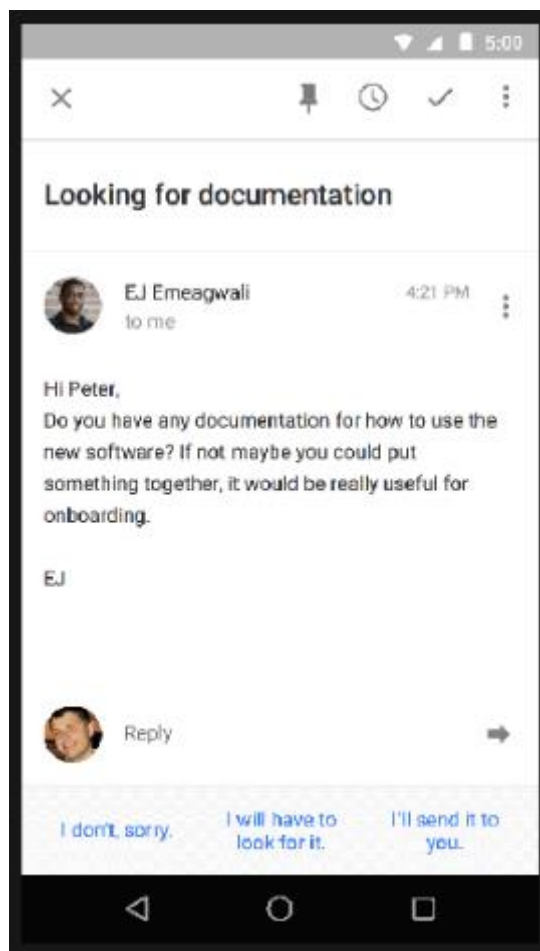 5:00
Looking for documentation
EJ Emeagwali
4:21 PM
to me
Hi Peter,
Do you have any documentation for how to use the
new software? If not maybe you could put
something together, it would be really useful for
onboarding.
EJ
Reply
I don't, sorry.
I will have to
look for it.
I'll send it to
you.